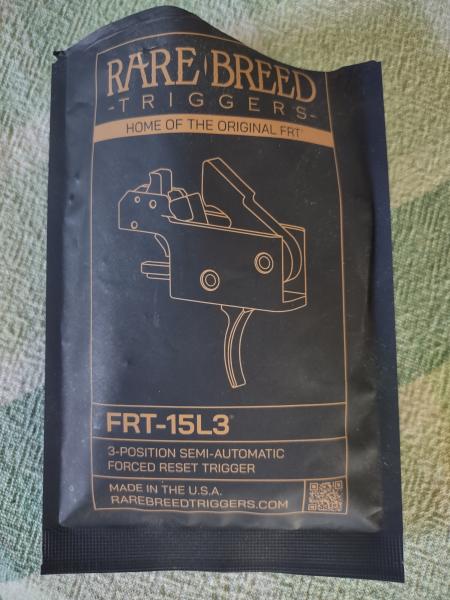 RARE BREED
-TRIGGERS-
HOME OF THE ORIGINAL FRT®
FRT-15L3®
3-POSITION SEMI-AUTOMATIC
FORCED RESET TRIGGER
MADE IN THE U.S.A.
RAREBREEDTRIGGERS.COM